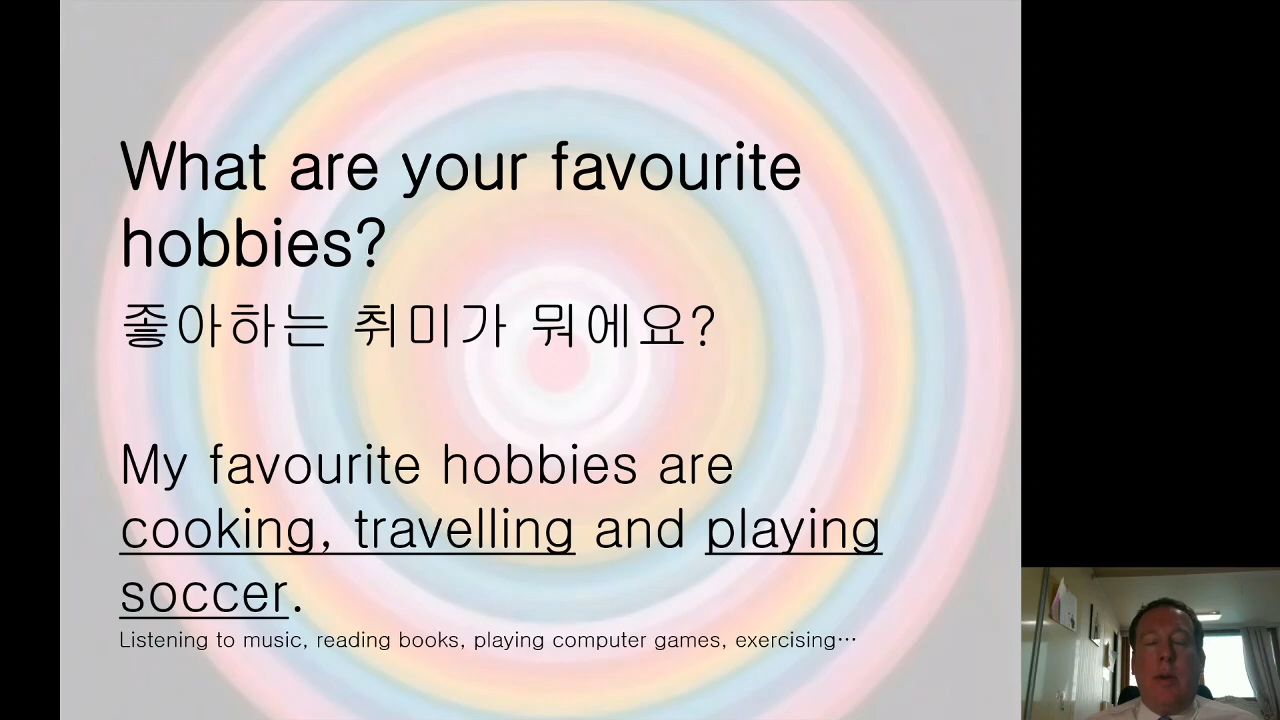 What are your favourite
hobbies?
좋아하는 취미가 뭐에요?
My favourite hobbies are
cooking, travelling and playing
soccer.
Listening to music, reading books, playing computer games, exercising…